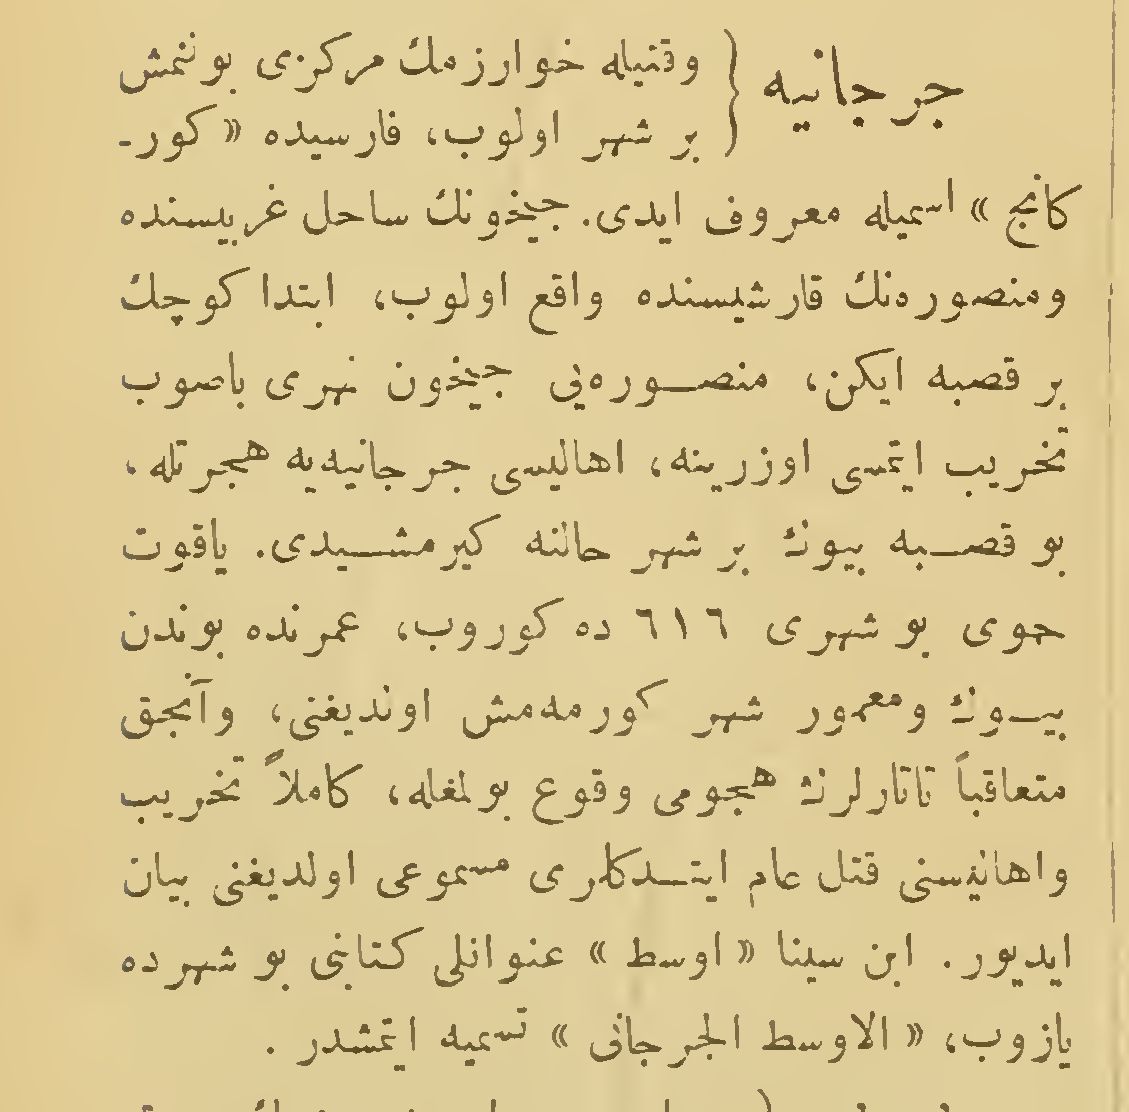 جرجانيه { وقتيله خوارزمك مركزى بولنمش
بر شهر اولوب، فارسيده « كور-
كانج » اسميله معروف ايدى. جيخونك ساحل غربيسنده
ومنصوره‌نك قارشيسنده واقع اولوب، ابتدا كوچك
بر قصبه ايكن، منصوره‌يى جيخون نهرى باصوب
تخريب ايتمسى اوزرينه، اهاليسى جرجانيه‌يه هجرتله،
بو قصبه بيوك بر شهر حالنه كيرمشيدى. ياقوت
حموى بو شهرى ٦١٦ ده كوروب، عمرنده بوندن
بيوك ومعمور شهر كورمه‌مش اولديغنى، وآنجق
متعاقباً تاتارلرك هجومى وقوع بولمغله، كاملاً تخريب
واهاليسنى قتل عام ايتدكلرى مسموعى اولديغنى بيان
ايديور. ابن سينا « اوسط » عنوانلى كتابنى بو شهرده
يازوب، « الاوسط الجرجانى » تسميه ايتمشدر.